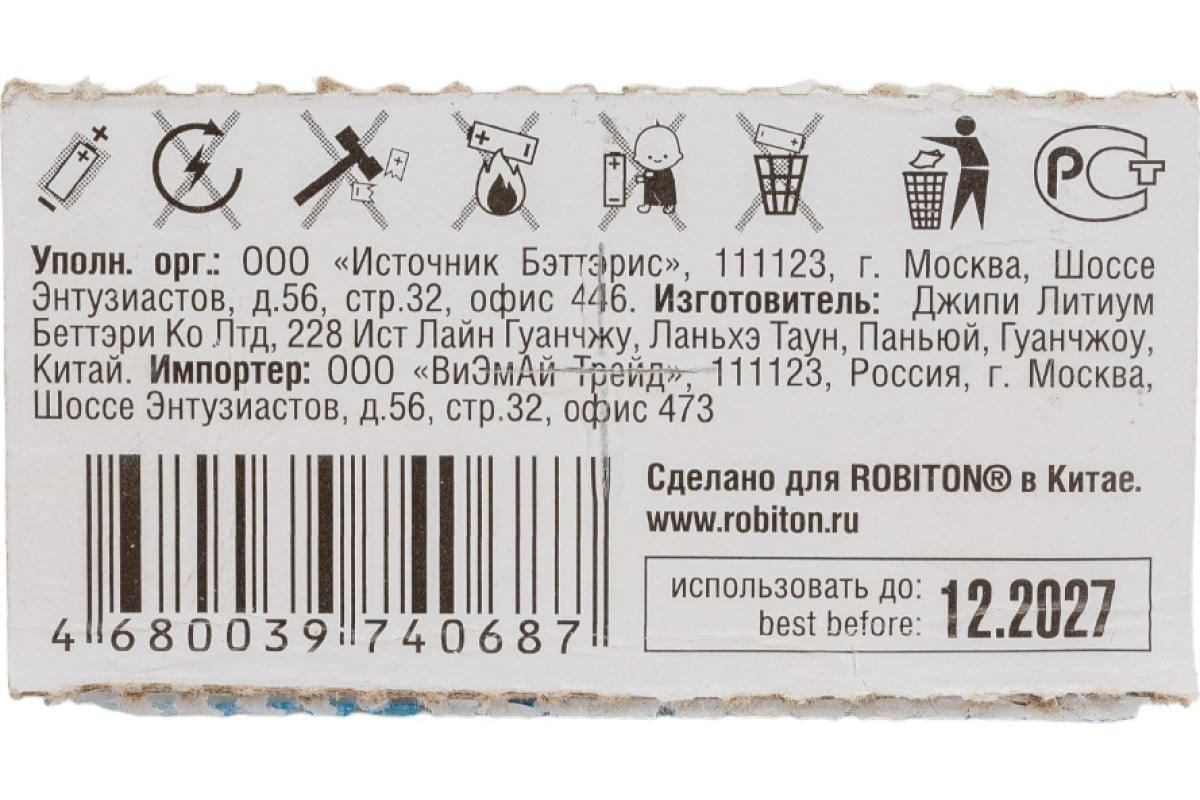 РСТ
Уполн. орг.: ООО «Источник Бэттэрис», 111123, г. Москва, Шоссе
Энтузиастов, д.56, стр.32, офис 446. Изготовитель: Джипи Литиум
Беттэри Ко Лтд, 228 Ист Лайн Гуанчжу, Ланьхэ Таун, Паньюй, Гуанчжоу,
Китай. Импортер: ООО «ВиЭмАй Трейд», 111123, Россия, г. Москва,
Шоссе Энтузиастов, д.56, стр.32, офис 473
4 680039 740687
Сделано для ROBITON® в Китае.
www.robiton.ru
использовать до:
best before:
12.2027